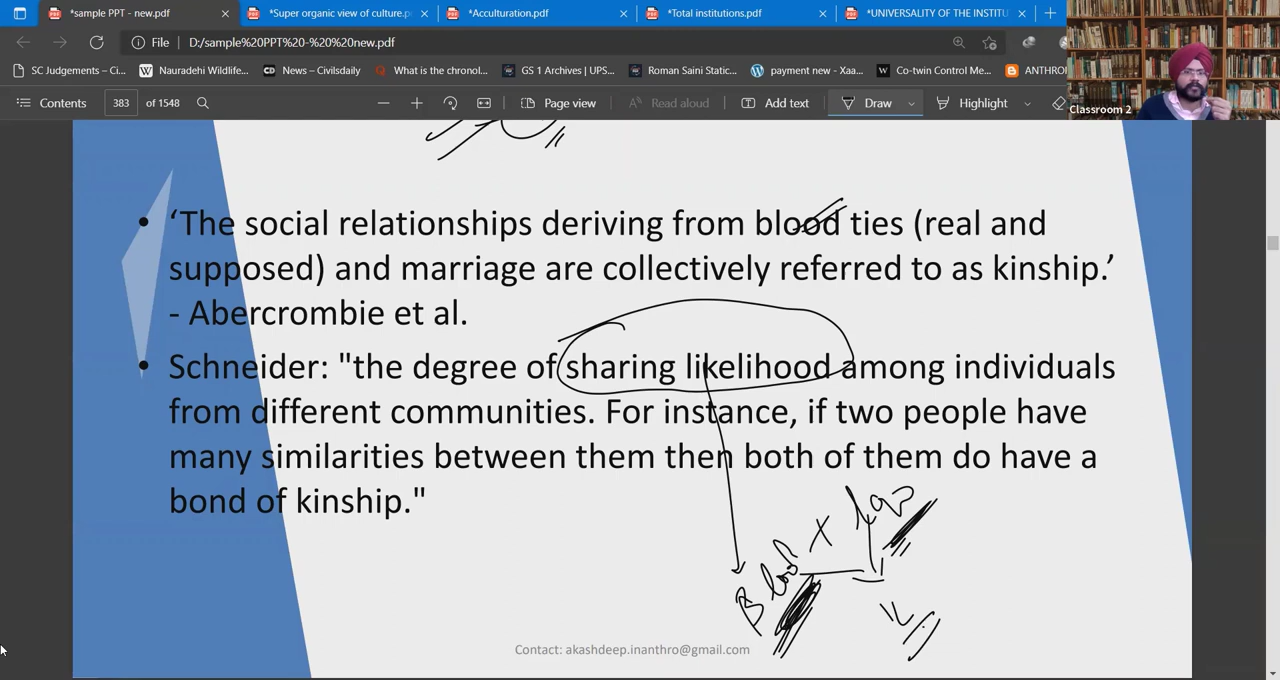 *sample PPT - new.pdf
*Super organic view of culture.p
*Acculturation.pdf
*Total institutions.pdf
*UNIVERSALITY OF THE INSTITU
File
D:/sample%20PPT%20-%20%20new.pdf
SC Judgements – Ci...
Nauradehi Wildlife...
News – Civilsdaily
What is the chronol...
GS 1 Archives | UPS...
Roman Saini Static...
payment new - Xaa...
Co-twin Control Me...
ANTHRO
Classroom 2
Contents
383
of 1548
Page view
Read aloud
Add text
Draw
Highlight
• ‘The social relationships deriving from blood ties (real and
supposed) and marriage are collectively referred to as kinship.’
- Abercrombie et al.
• Schneider: "the degree of sharing likelihood among individuals
from different communities. For instance, if two people have
many similarities between them then both of them do have a
bond of kinship."
Blood
Contact: akashdeep.inanthro@gmail.com